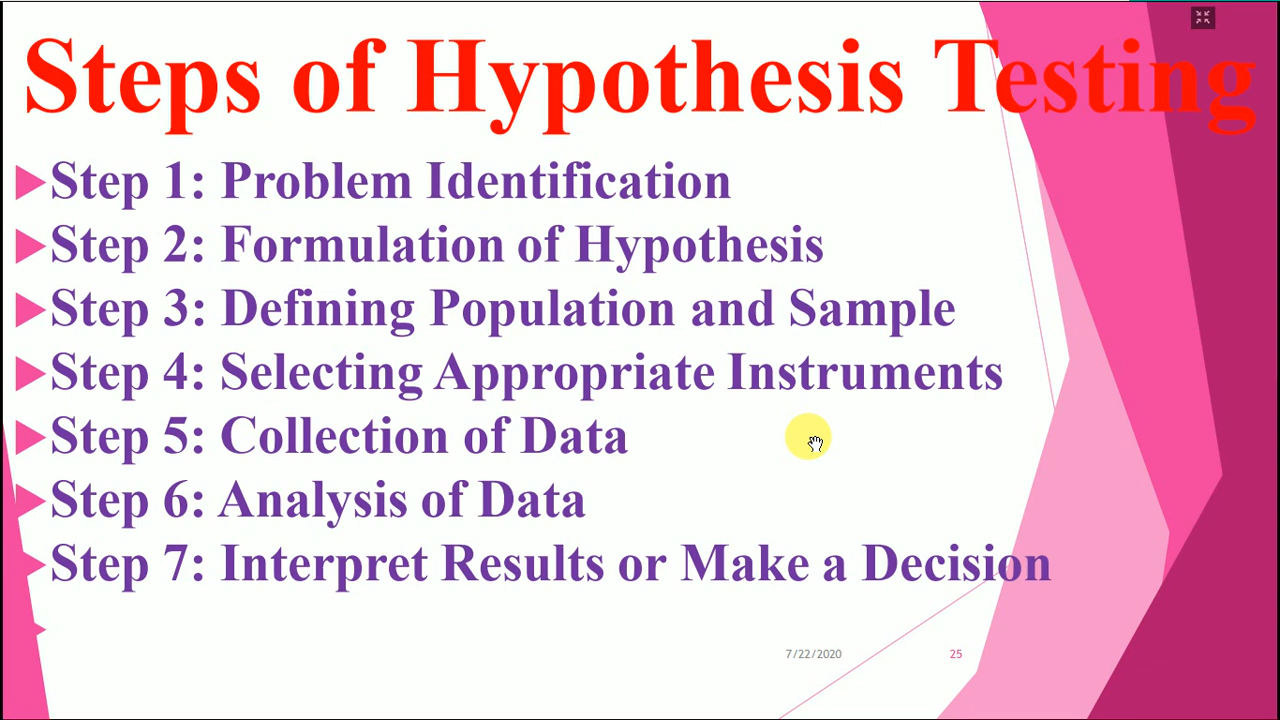 Steps of Hypothesis Testing
Step 1: Problem Identification
Step 2: Formulation of Hypothesis
Step 3: Defining Population and Sample
Step 4: Selecting Appropriate Instruments
Step 5: Collection of Data
Step 6: Analysis of Data
Step 7: Interpret Results or Make a Decision
7/22/2020
25